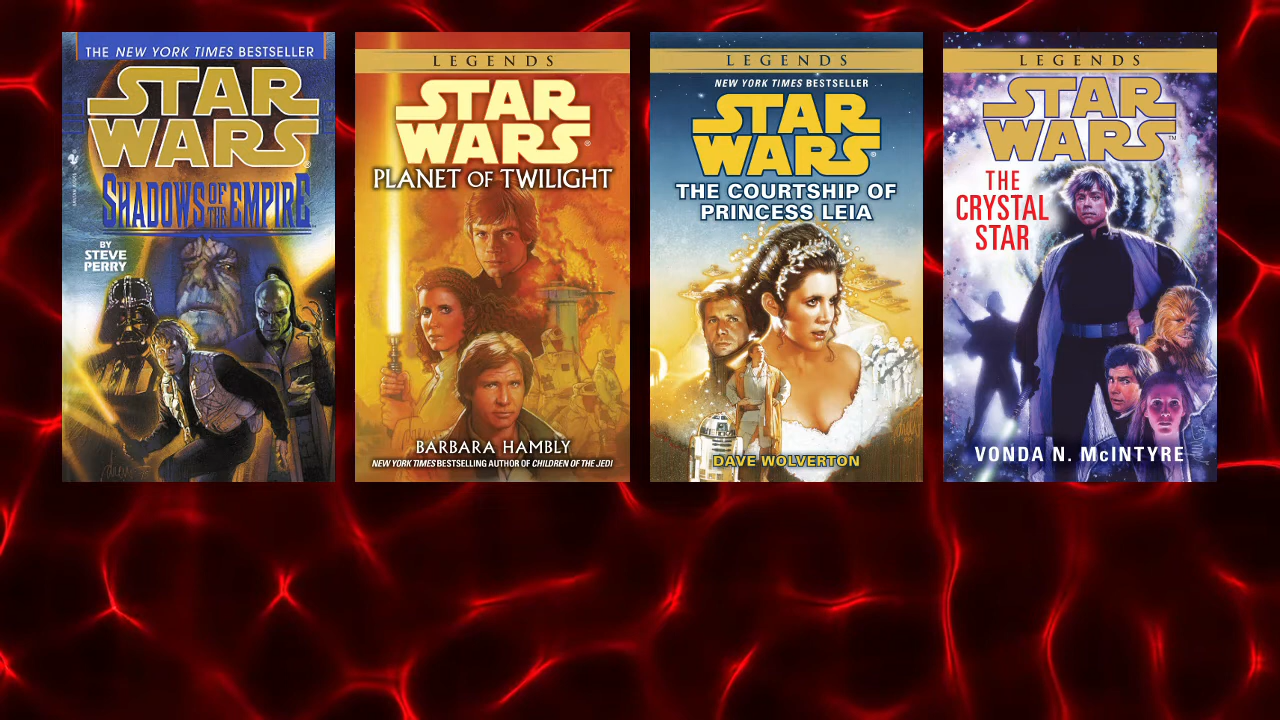 THE NEW YORK TIMES BESTSELLER
STAR
WARS®
SHADOWS OF THE EMPIRE
BY
STEVE
PERRY
LEGENDS
STAR
WARS®
PLANET OF TWILIGHT
BARBARA HAMBLY
NEW YORK TIMES BESTSELLING AUTHOR OF CHILDREN OF THE JEDI
LEGENDS
NEW YORK TIMES BESTSELLER
STAR
WARS®
THE COURTSHIP OF
PRINCESS LEIA
DAVE WOLVERTON
LEGENDS
STAR
WARS™
THE
CRYSTAL
STAR
VONDA N. McINTYRE